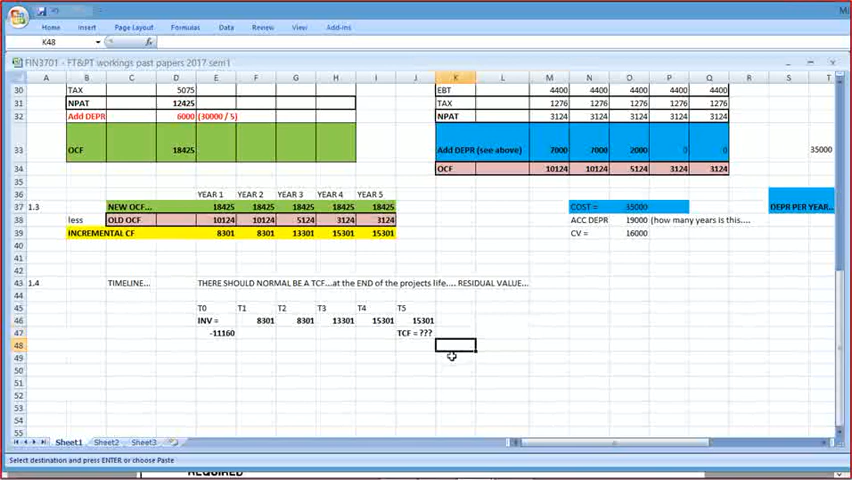 Home Insert Page Layout Formulas Data Review View Add-Ins
K48 fx
FIN3701 - FT&PT workings past papers 2017 sem1
A B C D E F G H I J K L M N O P Q R S T
30 TAX 5075 EBT 4400 4400 4400 4400
31 NPAT 12425 TAX 1276 1276 1276 1276
32 Add DEPR 6000 (30000 / 5) NPAT 3124 3124 3124 3124
33 OCF 18425 Add DEPR (see above) 7000 7000 2000 0 0 35000
34 OCF 10124 10124 5124 3124 3124
35
36 YEAR 1 YEAR 2 YEAR 3 YEAR 4 YEAR 5
37 1.3 NEW OCF... 18425 18425 18425 18425 18425 COST = 35000 DEPR PER YEAR...
38 less OLD OCF 10124 10124 5124 3124 3124 ACC DEPR 19000 (how many years is this....
39 INCREMENTAL CF 8301 8301 13301 15301 15301 CV = 16000
40
41
42
43 1.4 TIMELINE... THERE SHOULD NORMAL BE A TCF...at the END of the projects life.... RESIDUAL VALUE...
44
45 T0 T1 T2 T3 T4 T5
46 INV = 8301 8301 13301 15301 15301
47 -11160 TCF = ???
48
49
50
51
52
53
54
55
Sheet1 Sheet2 Sheet3
Select destination and press ENTER or choose Paste
REQUIRED